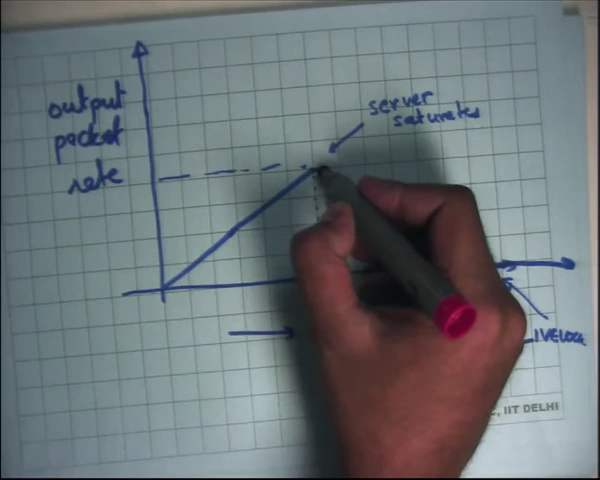 output
packet
rate
server
saturates
LIVELOCK
IIT DELHI